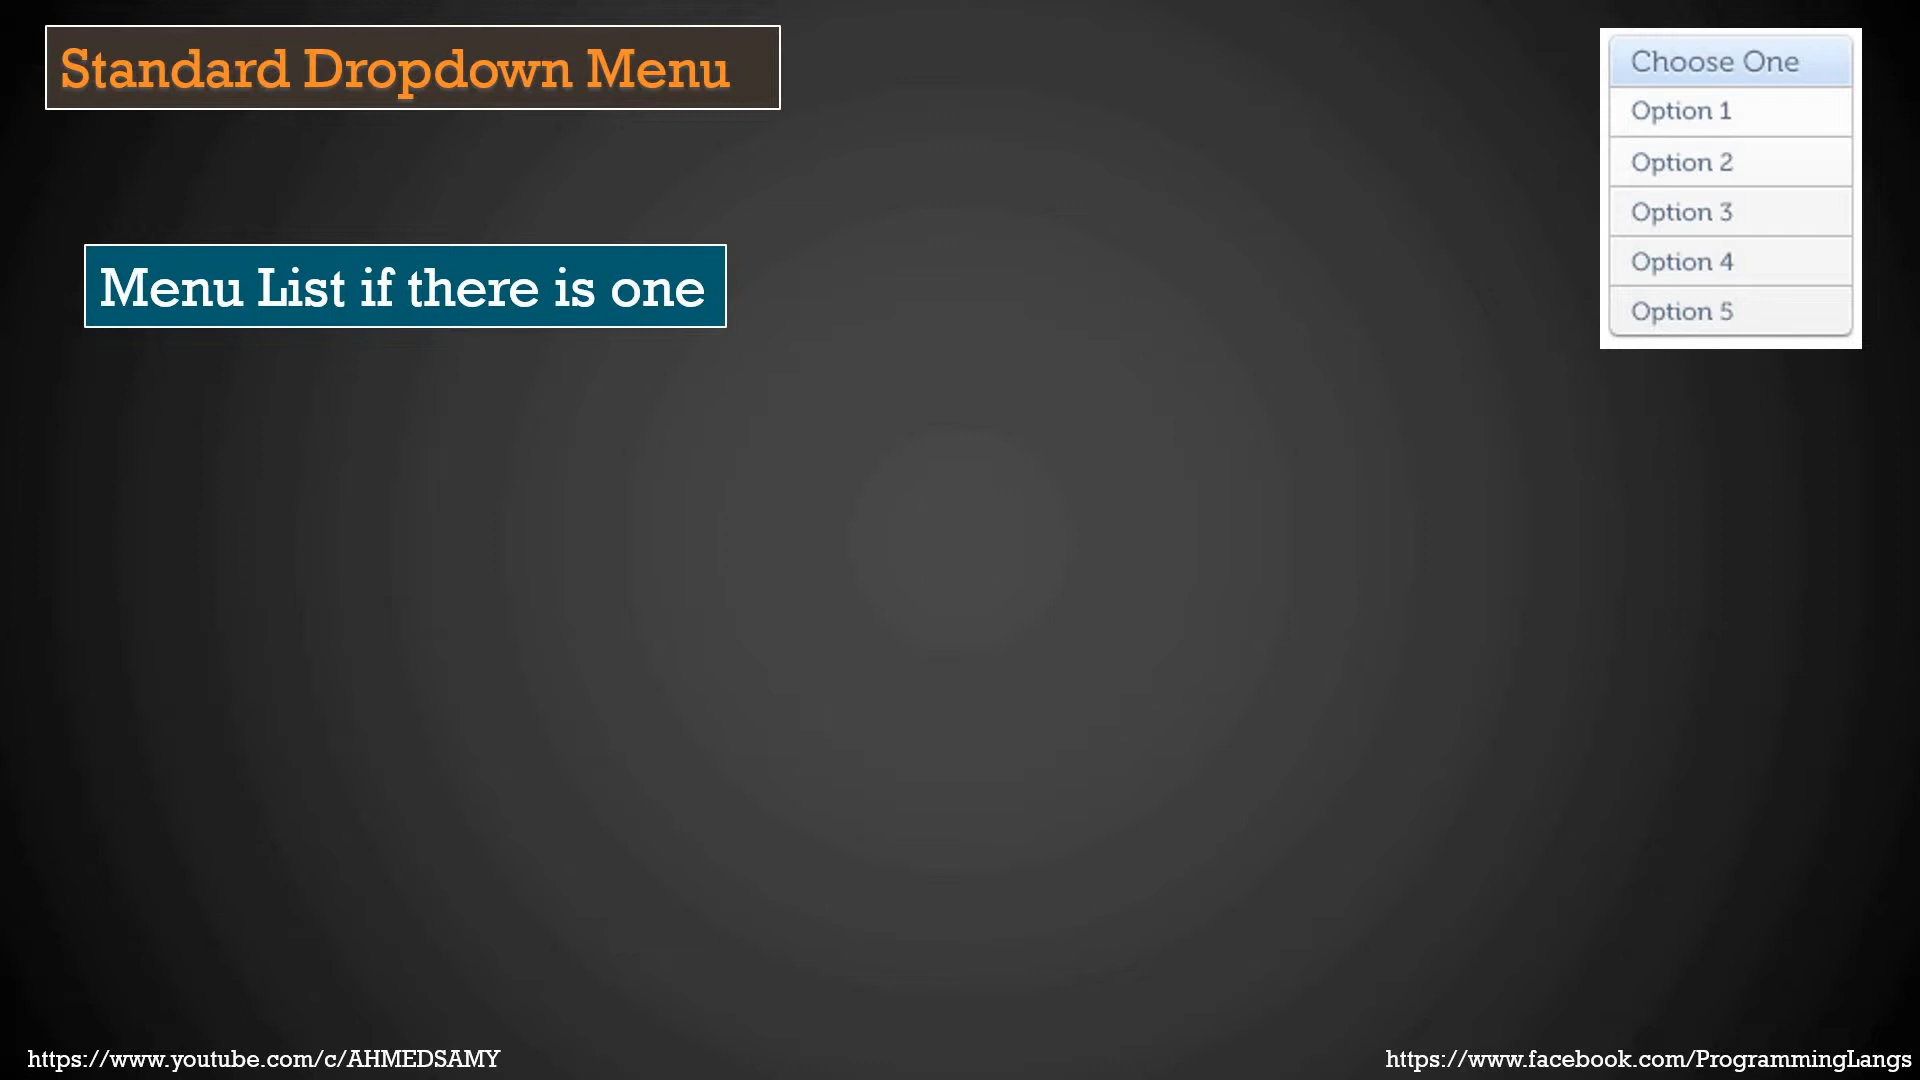 Standard Dropdown Menu
Choose One
Option 1
Option 2
Option 3
Option 4
Option 5
Menu List if there is one
https://www.youtube.com/c/AHMEDSAMY
https://www.facebook.com/ProgrammingLangs